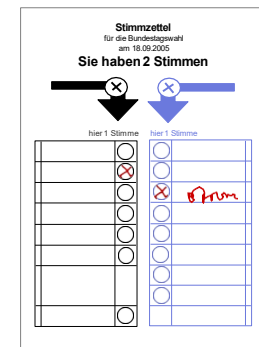 Stimmzettel
für die Bundestagswahl
am 18.09.2005
Sie haben 2 Stimmen
hier 1 Stimme hier 1 Stimme